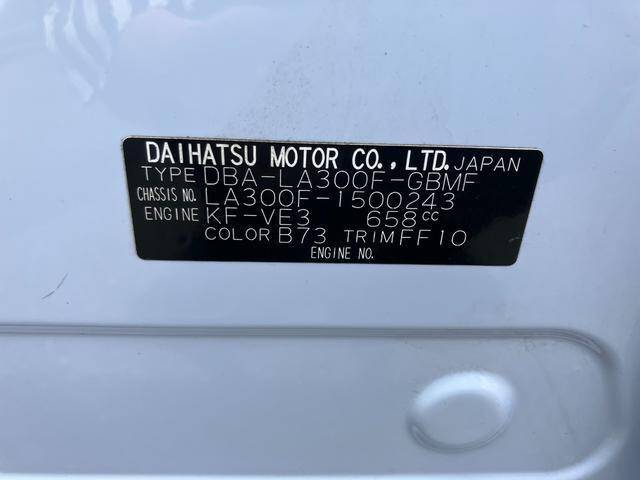 DAIHATSU MOTOR CO., LTD. JAPAN
TYPE DBA-LA300F-GBMF
CHASSIS NO. LA300F-1500243
ENGINE KF-VE3 658cc
COLOR B73 TRIM FF10
ENGINE NO.